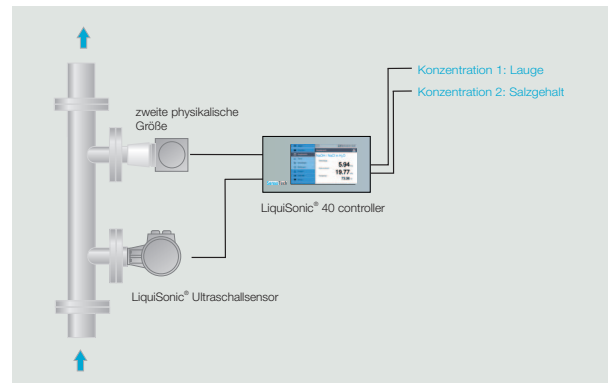 Konzentration 1: Lauge
Konzentration 2: Salzgehalt
zweite physikalische
Größe
5.94
19.77
LiquiSonic® 40 controller
LiquiSonic® Ultraschallsensor